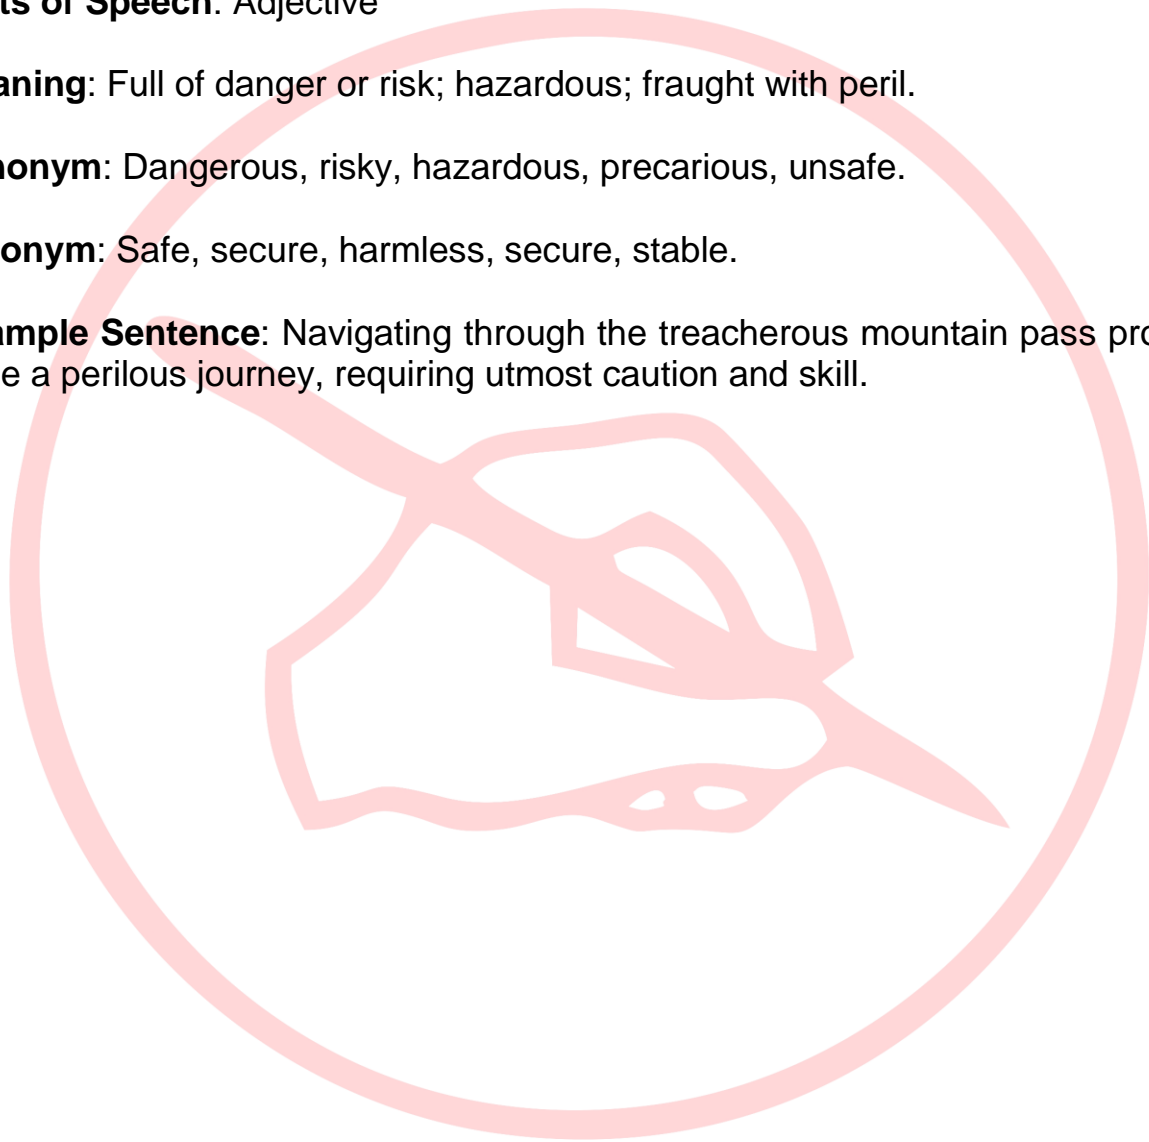 ts of Speech: Adjective
aning: Full of danger or risk; hazardous; fraught with peril.
nonym: Dangerous, risky, hazardous, precarious, unsafe.
onym: Safe, secure, harmless, secure, stable.
ample Sentence: Navigating through the treacherous mountain pass pro
e a perilous journey, requiring utmost caution and skill.